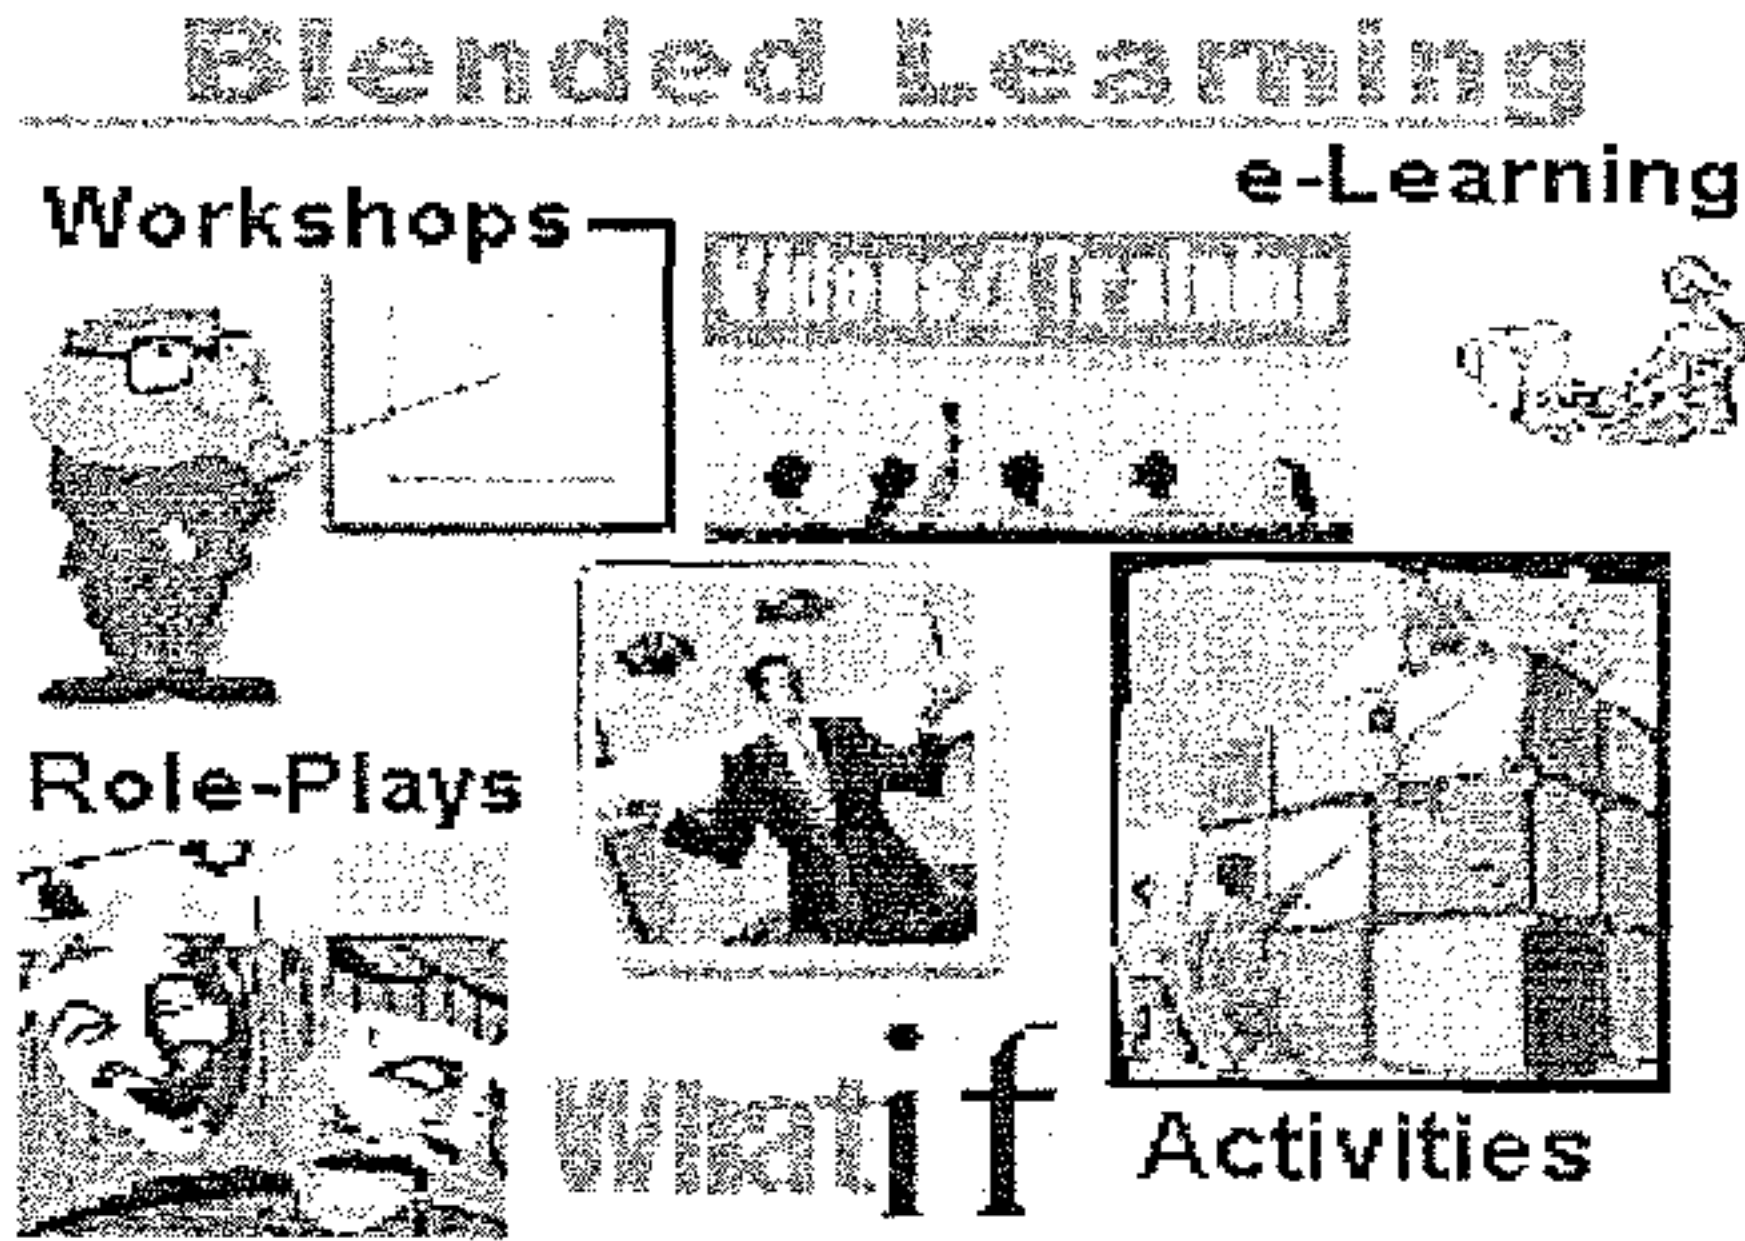 Blended Learning
e-Learning
Workshops
Role-Plays
What if
Activities